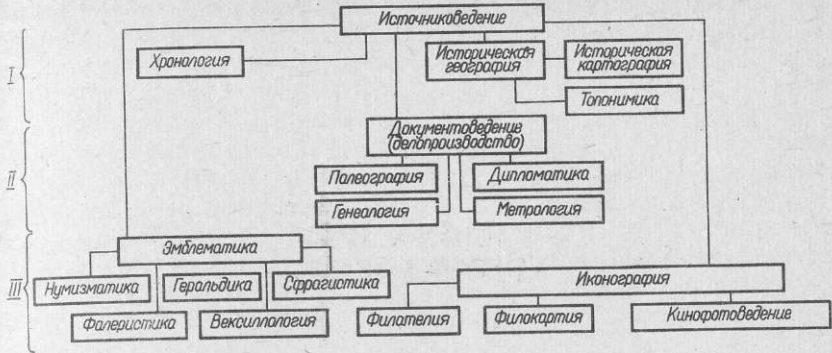 Источниковедение
I
Хронология
Историческая
география
Историческая
картография
Топонимика
II
Документоведение
(делопроизводство)
Палеография
Дипломатика
Генеология
Метрология
III
Эмблематика
Нумизматика
Геральдика
Сфрагистика
Фалеристика
Вексиллология
Иконография
Филателия
Филокартия
Кинофотоведение